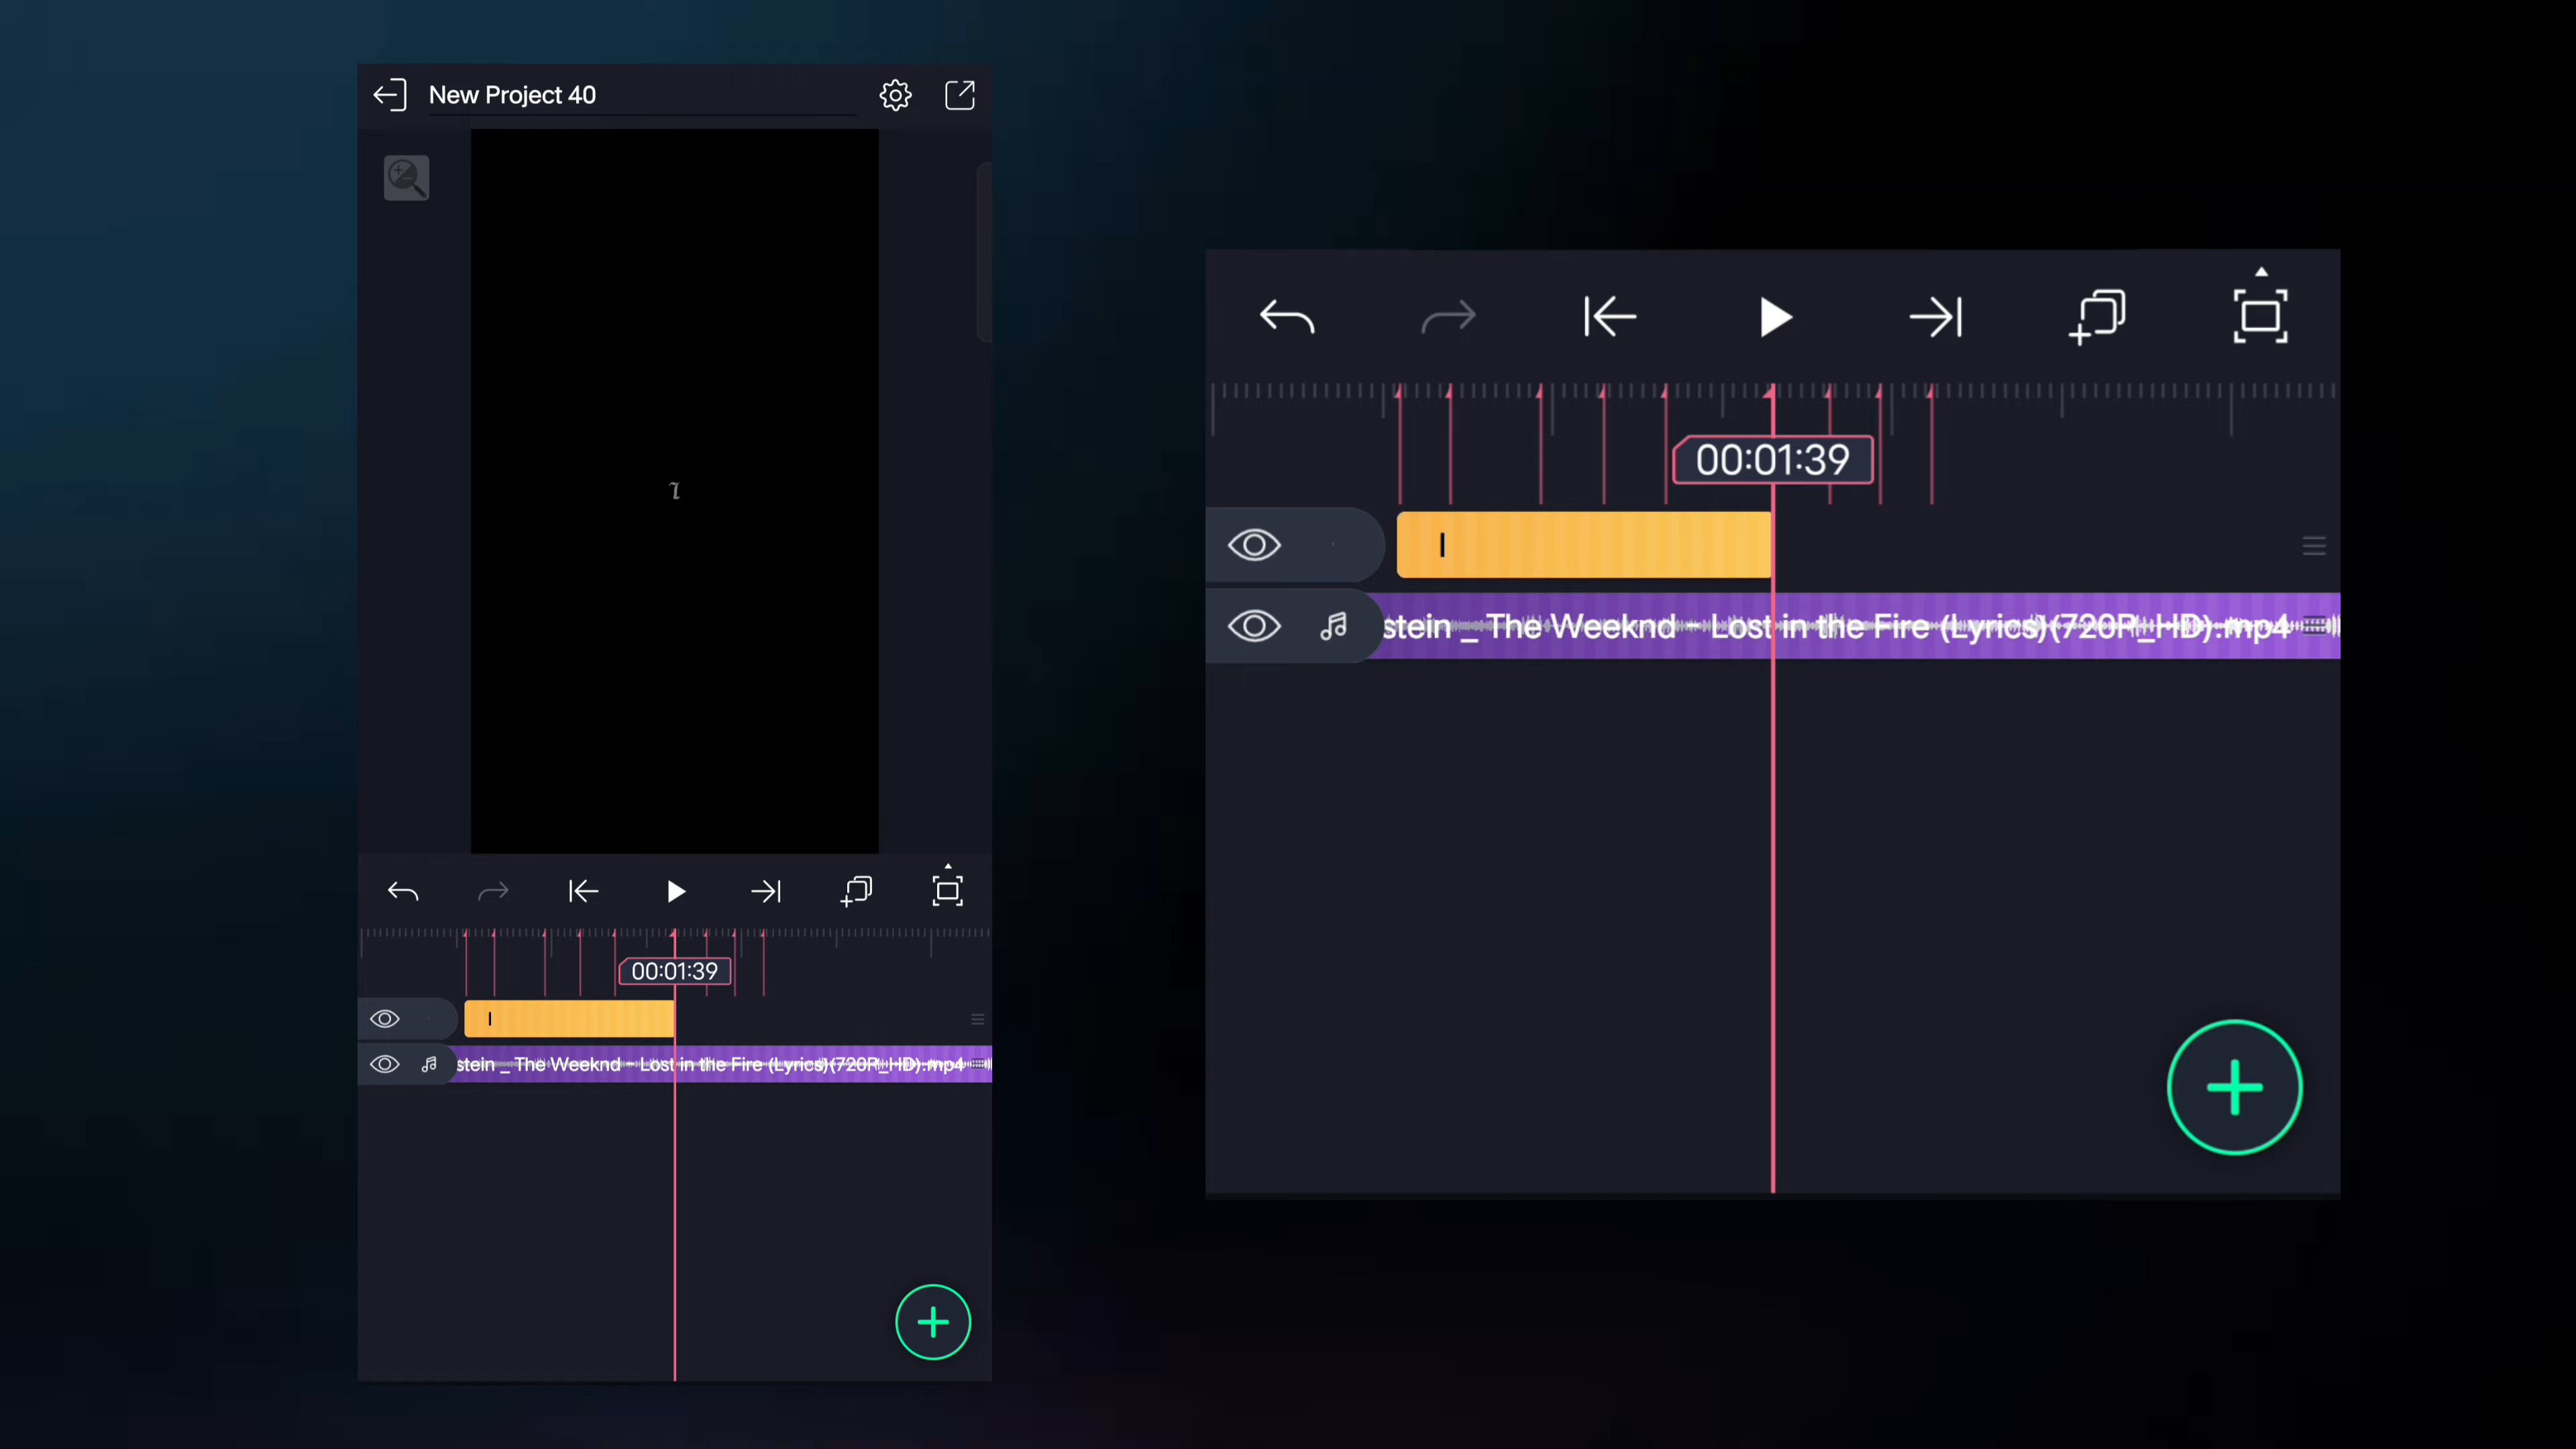 New Project 40
ı
00:01:39
I
stein _ The Weeknd - Lost in the Fire (Lyrics)(720P_HD).mp4
00:01:39
I
stein _ The Weeknd - Lost in the Fire (Lyrics)(720P_HD).mp4